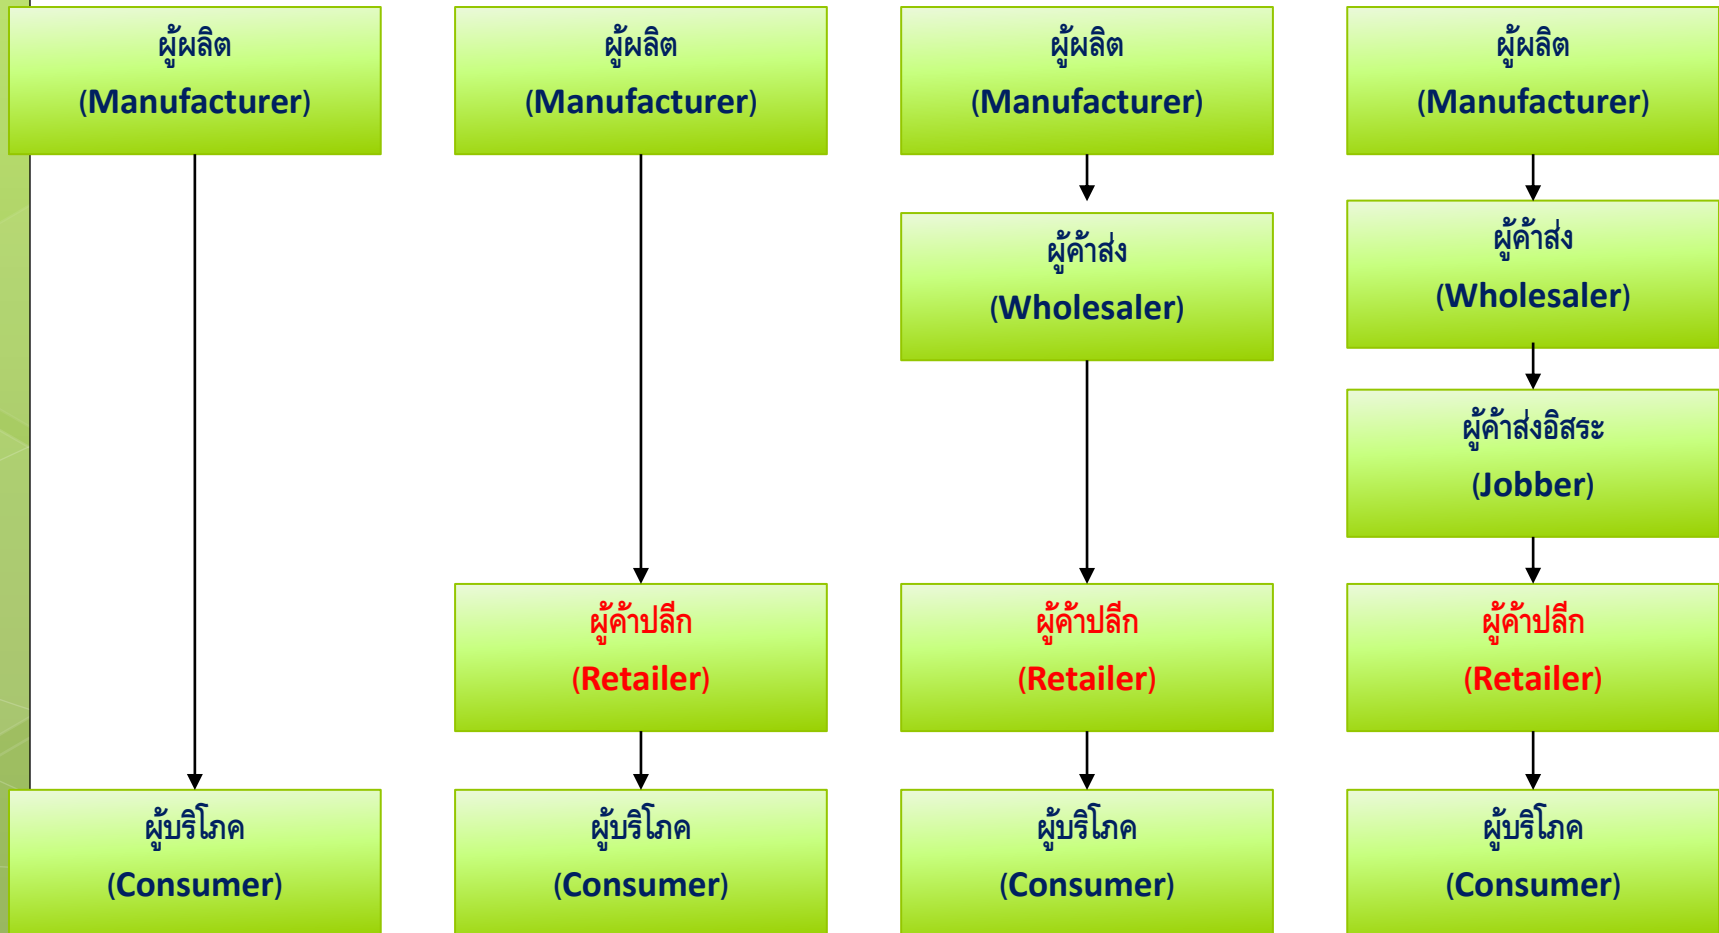 ผู้ผลิต
(Manufacturer)
ผู้บริโภค
(Consumer)
ผู้ผลิต
(Manufacturer)
ผู้ค้าปลีก
(Retailer)
ผู้บริโภค
(Consumer)
ผู้ผลิต
(Manufacturer)
ผู้ค้าส่ง
(Wholesaler)
ผู้ค้าปลีก
(Retailer)
ผู้บริโภค
(Consumer)
ผู้ผลิต
(Manufacturer)
ผู้ค้าส่ง
(Wholesaler)
ผู้ค้าส่งอิสระ
(Jobber)
ผู้ค้าปลีก
(Retailer)
ผู้บริโภค
(Consumer)